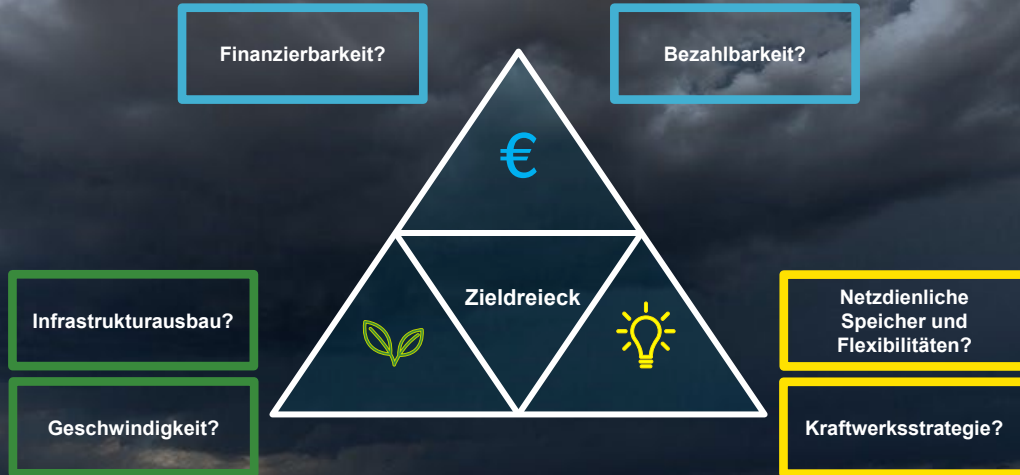 Finanzierbarkeit?
Bezahlbarkeit?
€
Zieldreieck
Infrastrukturausbau?
Geschwindigkeit?
Netzdienliche
Speicher und
Flexibilitäten?
Kraftwerksstrategie?